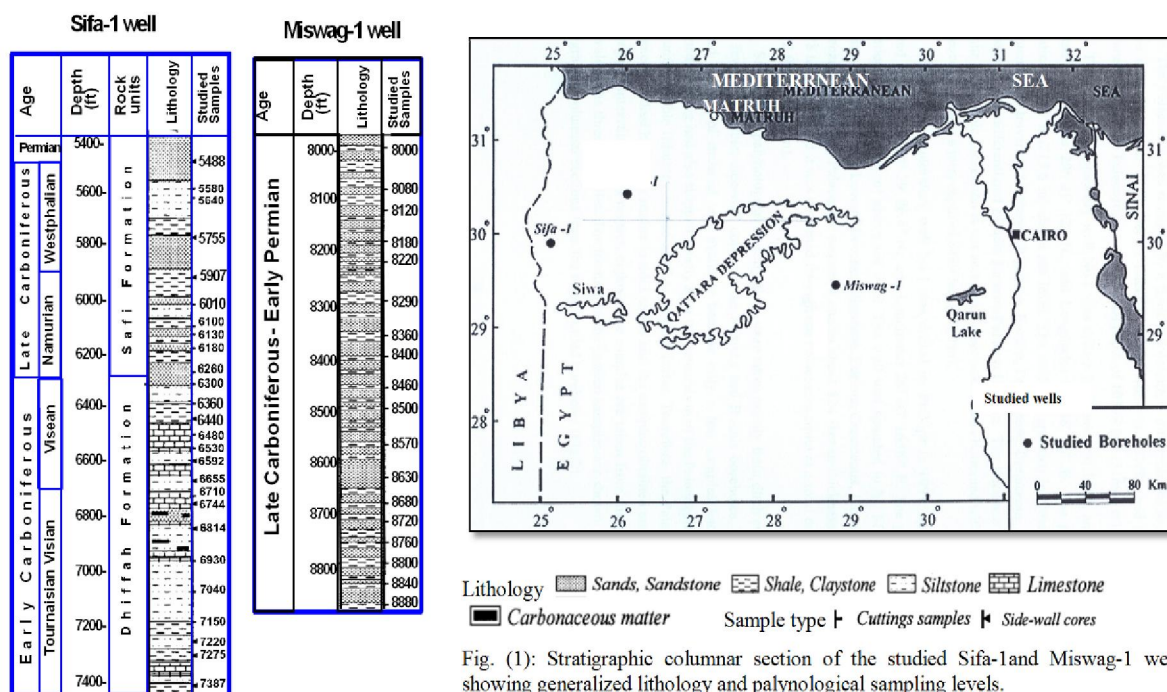 Sifa-1 well
Age
Depth (ft)
Rock units
Lithology
Studied Samples
Permian
Late Carboniferous
Westphalian
Namurian
Early Carboniferous
Visean
Tournaisian Visian
5400
5600
5800
6000
6200
6400
6600
6800
7000
7200
7400
Safi Formation
Dhiffah Formation
5488
5580
5640
5755
5907
6010
6100
6130
6180
6260
6300
6360
6440
6480
6530
6592
6655
6710
6744
6814
6930
7040
7150
7220
7275
7387
Miswag-1 well
Age
Depth (ft)
Lithology
Studied Samples
Late Carboniferous- Early Permian
8000
8100
8200
8300
8400
8500
8600
8700
8800
8000
8080
8120
8180
8220
8290
8360
8400
8460
8500
8570
8630
8680
8720
8760
8800
8840
8880
25° 26 27 28 29 30 31 32
MEDITERRNEAN SEA
MEDITERRANEAN SEA
MATRUH
MATRUH
31°
30°
29°
28°
31°
30°
29°
SINAI
-1
Sifa -1
Siwa
QATTARA DEPRESSION
Miswag -1
CAIRO
Qarun
Lake
LIBYA
EGYPT
Studied wells
Studied Boreholes
0 40 80 Km
25° 26 27 28 29 30
Lithology Sands, Sandstone Shale, Claystone Siltstone Limestone
Carbonaceous matter Sample type Cuttings samples Side-wall cores
Fig. (1): Stratigraphic columnar section of the studied Sifa-1and Miswag-1 we
showing generalized lithology and palynological sampling levels.